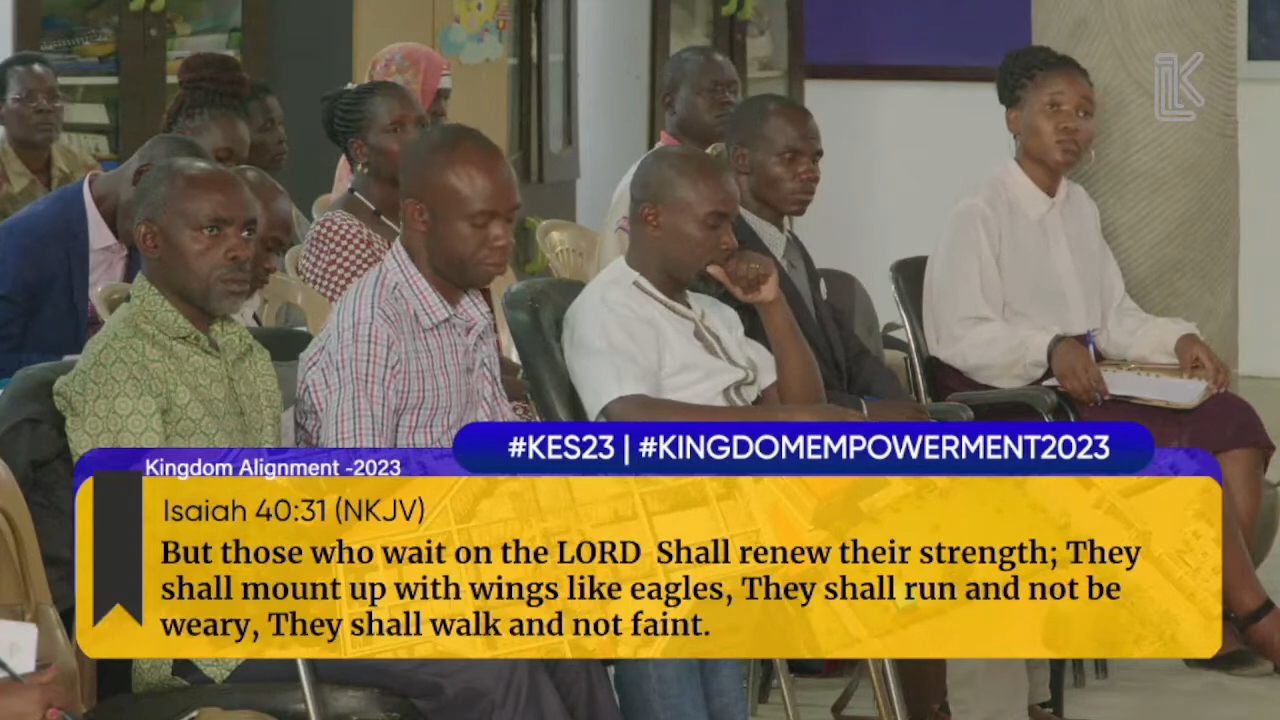 #KES23 | #KINGDOMEMPOWERMENT2023
Kingdom Alignment -2023
Isaiah 40:31 (NKJV)
But those who wait on the LORD Shall renew their strength; They
shall mount up with wings like eagles, They shall run and not be
weary, They shall walk and not faint.